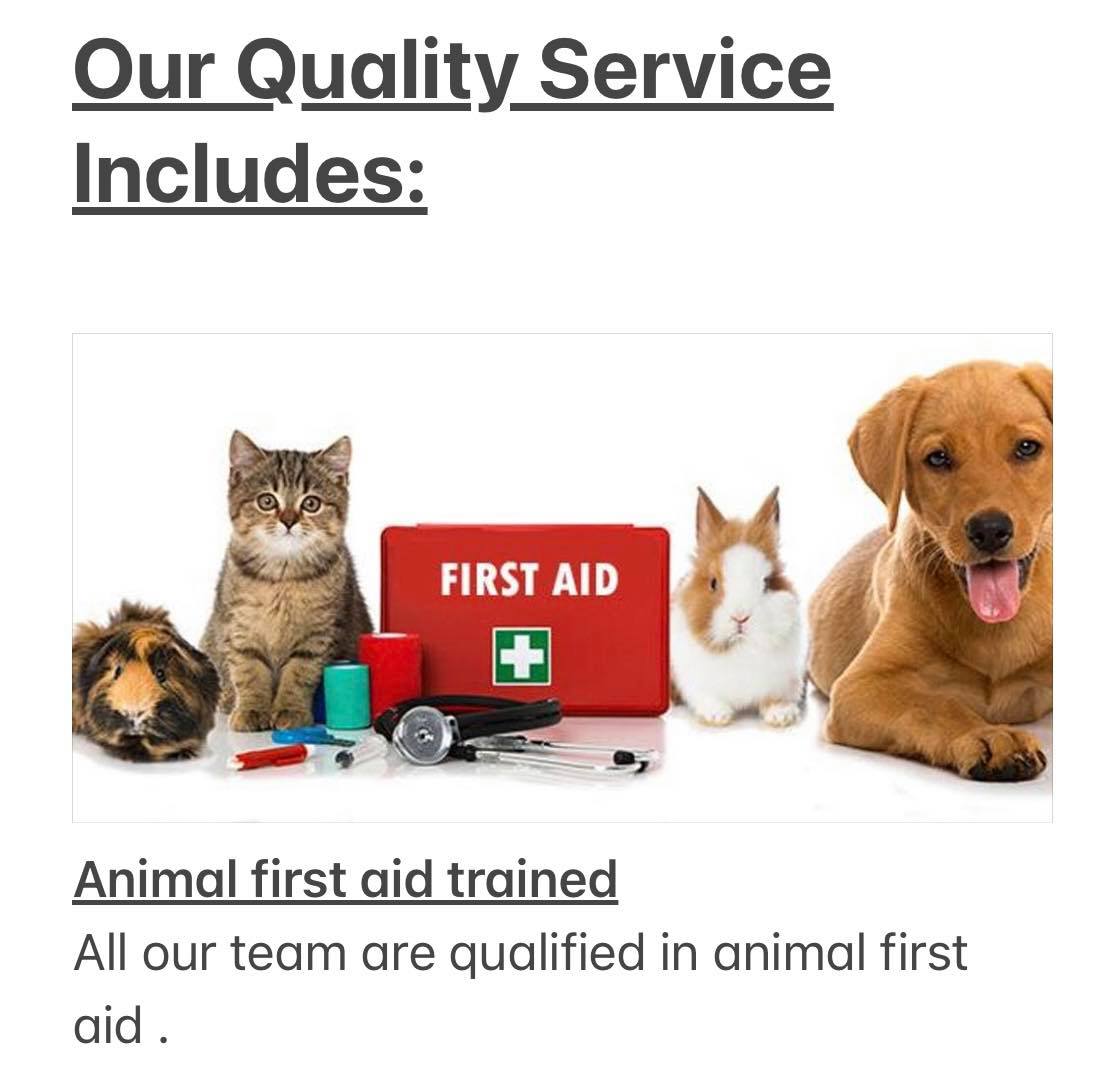 Our Quality Service
Includes:
FIRST AID
Animal first aid trained
All our team are qualified in animal first
aid .